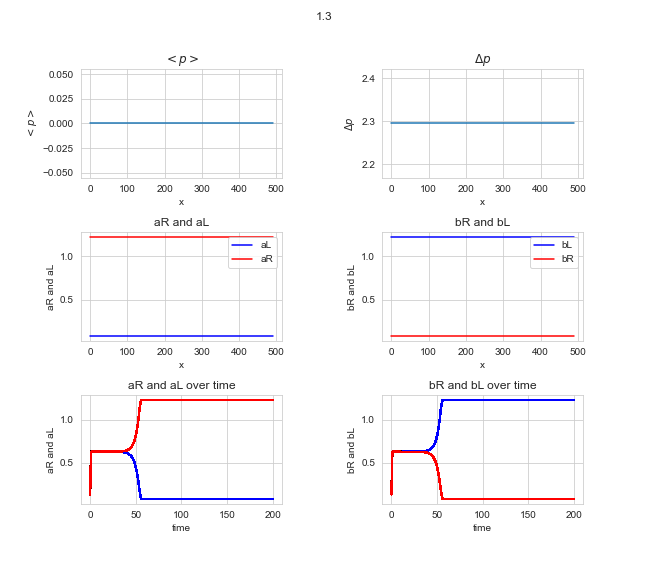 1.3
< p >
Δp
0.050
0.025
0.000
−0.025
−0.050
< p >
0 100 200 300 400 500
x
2.4
2.3
2.2
Δp
0 100 200 300 400 500
x
aR and aL
bR and bL
1.0
0.5
aR and aL
aL
aR
0 100 200 300 400 500
x
1.0
0.5
bR and bL
bL
bR
0 100 200 300 400 500
x
aR and aL over time
bR and bL over time
1.0
0.5
aR and aL
0 50 100 150 200
time
1.0
0.5
bR and bL
0 50 100 150 200
time